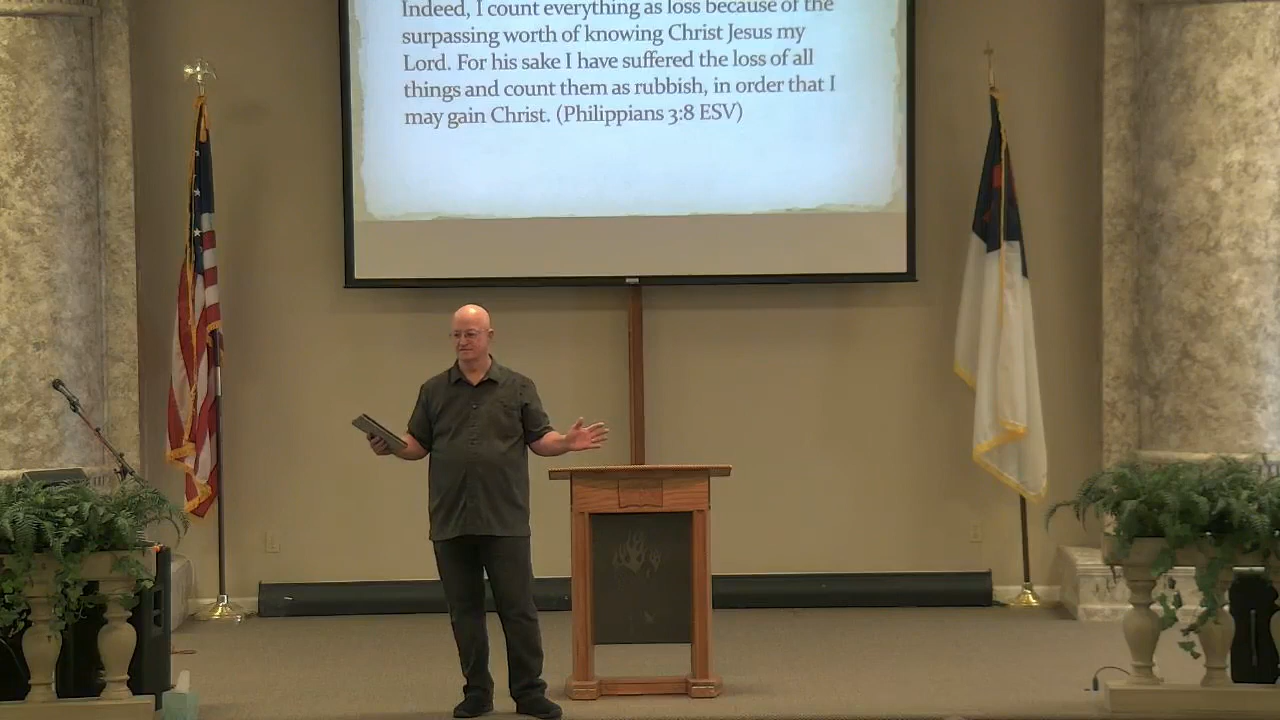 Indeed, I count everything as loss because of the
surpassing worth of knowing Christ Jesus my
Lord. For his sake I have suffered the loss of all
things and count them as rubbish, in order that I
may gain Christ. (Philippians 3:8 ESV)